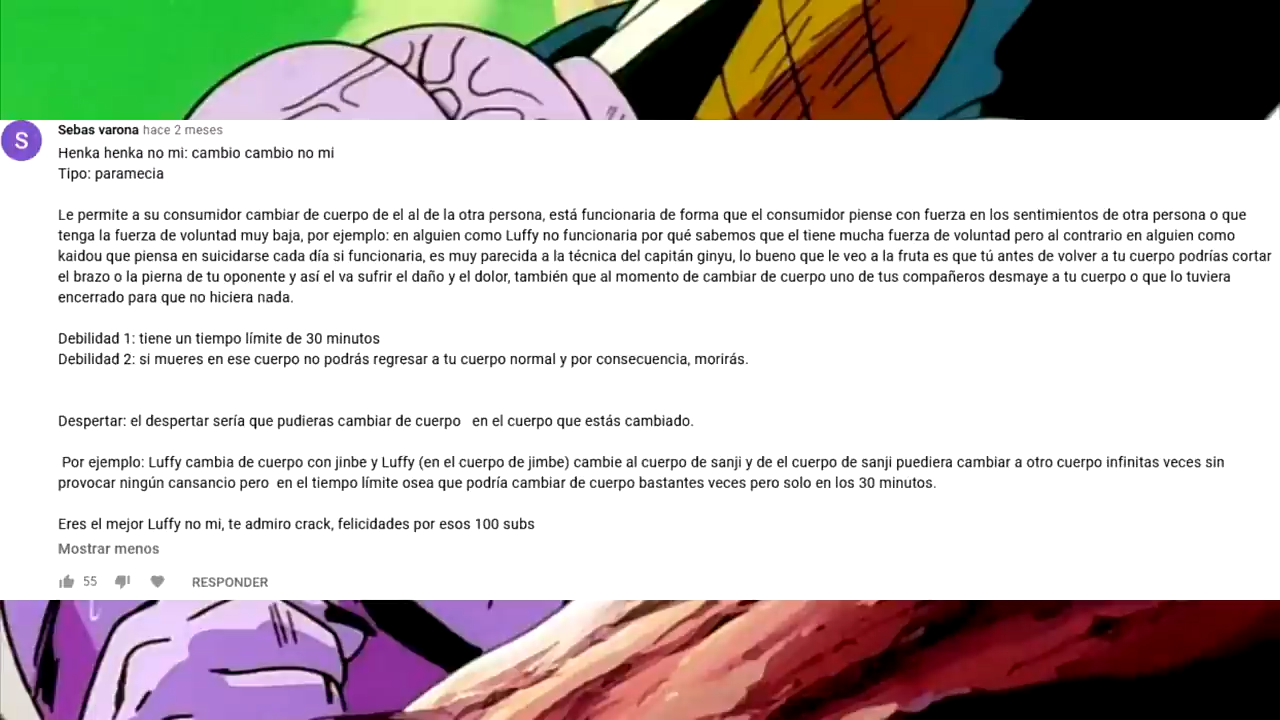 S
Sebas varona hace 2 meses
Henka henka no mi: cambio cambio no mi
Tipo: paramecia
Le permite a su consumidor cambiar de cuerpo de el al de la otra persona, está funcionaria de forma que el consumidor piense con fuerza en los sentimientos de otra persona o que
tenga la fuerza de voluntad muy baja, por ejemplo: en alguien como Luffy no funcionaria por qué sabemos que el tiene mucha fuerza de voluntad pero al contrario en alguien como
kaidou que piensa en suicidarse cada día si funcionaria, es muy parecida a la técnica del capitán ginyu, lo bueno que le veo a la fruta es que tú antes de volver a tu cuerpo podrías cortar
el brazo o la pierna de tu oponente y así el va sufrir el daño y el dolor, también que al momento de cambiar de cuerpo uno de tus compañeros desmaye a tu cuerpo o que lo tuviera
encerrado para que no hiciera nada.
Debilidad 1: tiene un tiempo límite de 30 minutos
Debilidad 2: si mueres en ese cuerpo no podrás regresar a tu cuerpo normal y por consecuencia, morirás.
Despertar: el despertar sería que pudieras cambiar de cuerpo   en el cuerpo que estás cambiado.
Por ejemplo: Luffy cambia de cuerpo con jinbe y Luffy (en el cuerpo de jimbe) cambie al cuerpo de sanji y de el cuerpo de sanji puediera cambiar a otro cuerpo infinitas veces sin
provocar ningún cansancio pero  en el tiempo límite osea que podría cambiar de cuerpo bastantes veces pero solo en los 30 minutos.
Eres el mejor Luffy no mi, te admiro crack, felicidades por esos 100 subs
Mostrar menos
55 RESPONDER